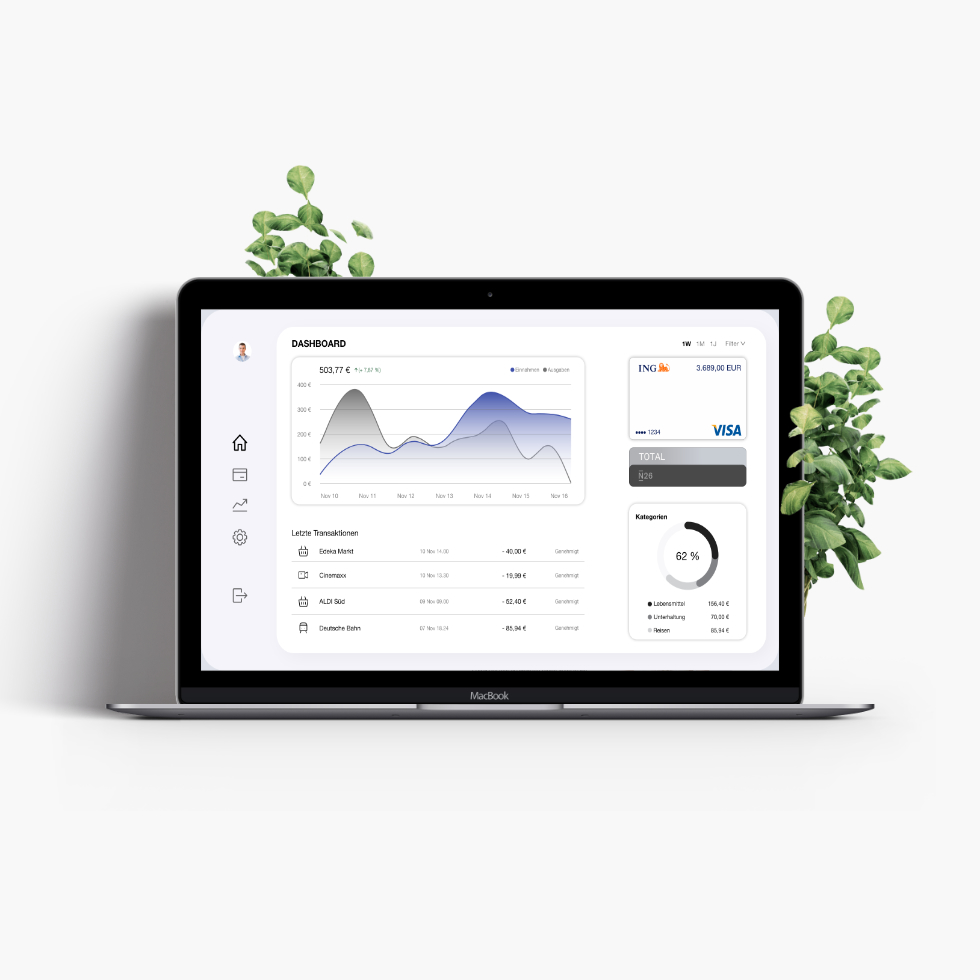 DASHBOARD
1W 1M 1J Filter
503,77 € (+ 7,67 %)
Einnahmen Ausgaben
400 €
300 €
200 €
100 €
0 €
Nov 10 Nov 11 Nov 12 Nov 13 Nov 14 Nov 15 Nov 16
ING 3.689,00 EUR
•••• 1234 VISA
TOTAL
N26
Letzte Transaktionen
Edeka Markt 10 Nov 14:00 - 40,00 € Genehmigt
Cinemaxx 10 Nov 13:30 - 19,99 € Genehmigt
ALDI Süd 09 Nov 09:00 - 52,40 € Genehmigt
Deutsche Bahn 07 Nov 18:24 - 85,94 € Genehmigt
Kategorien
62 %
Lebensmittel 156,40 €
Unterhaltung 70,00 €
Reisen 85,94 €
MacBook